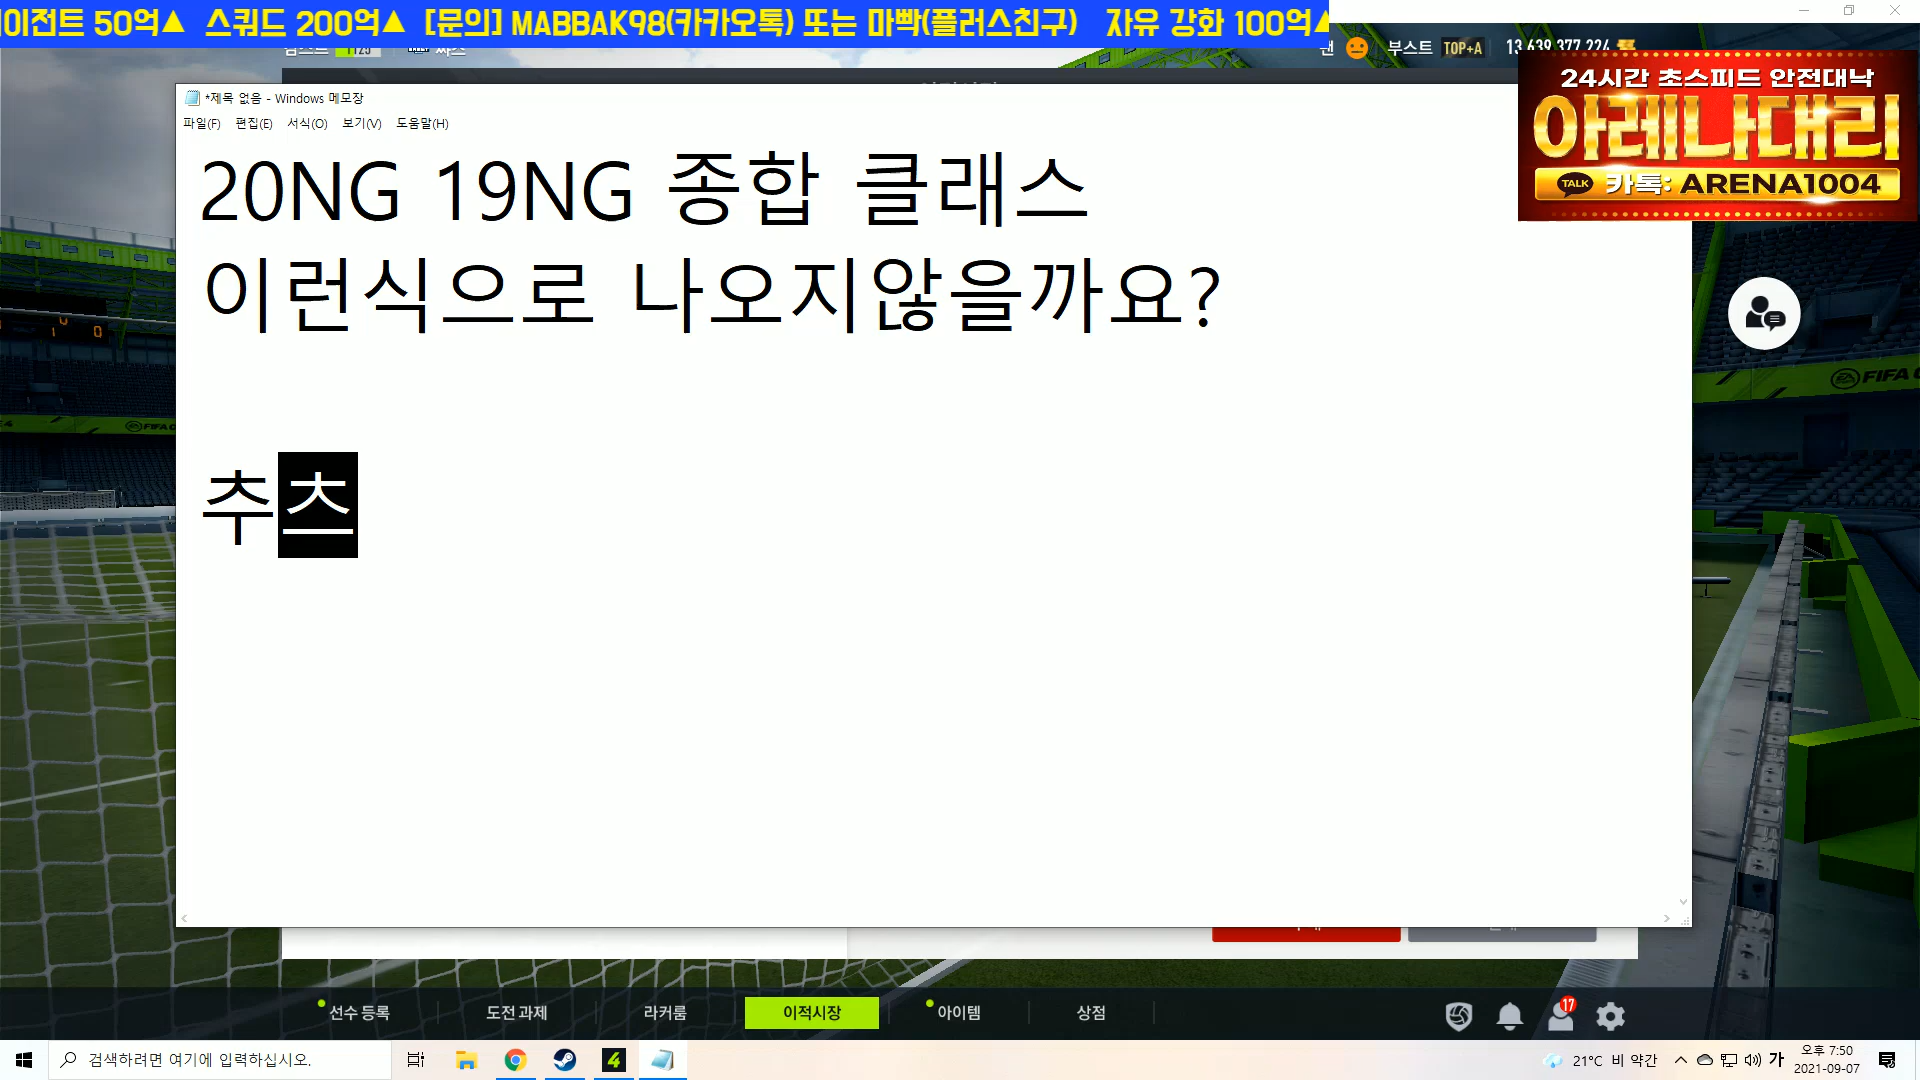 이전트 50억▲ 스쿼드 200억▲ [문의] MABBAK98(카카오톡) 또는 마빡(플러스친구) 자유 강화 100억▲
부스트 TOP+A 13,639,377,224
24시간 초스피드 안전대낙
아레나대리
TALK 카톡: ARENA1004
*제목 없음 - Windows 메모장
파일(F) 편집(E) 서식(O) 보기(V) 도움말(H)
20NG 19NG 종합 클래스
이런식으로 나오지않을까요?
추츠
선수 등록 도전 과제 라커룸 이적시장 아이템 상점
17
검색하려면 여기에 입력하십시오.
4
21°C 비 약간
가
오후 7:50
2021-09-07